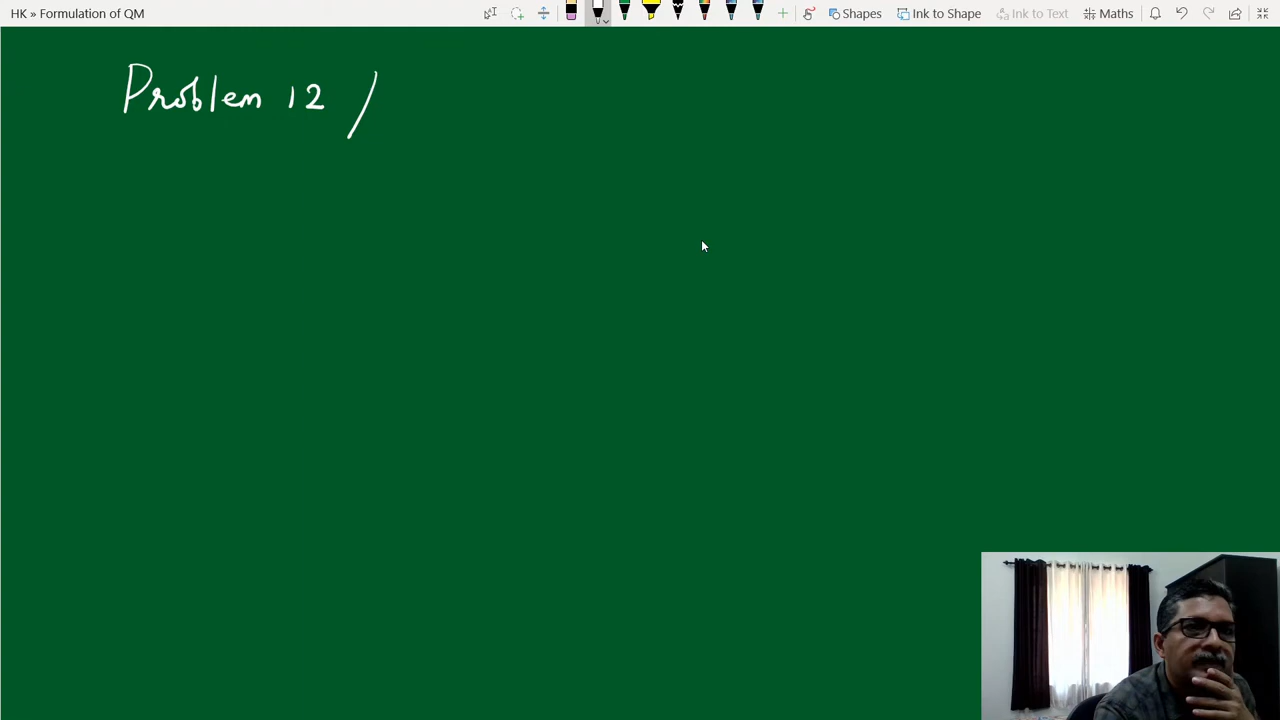 HK » Formulation of QM
Shapes
Ink to Shape
Ink to Text
Maths
Problem 12 /